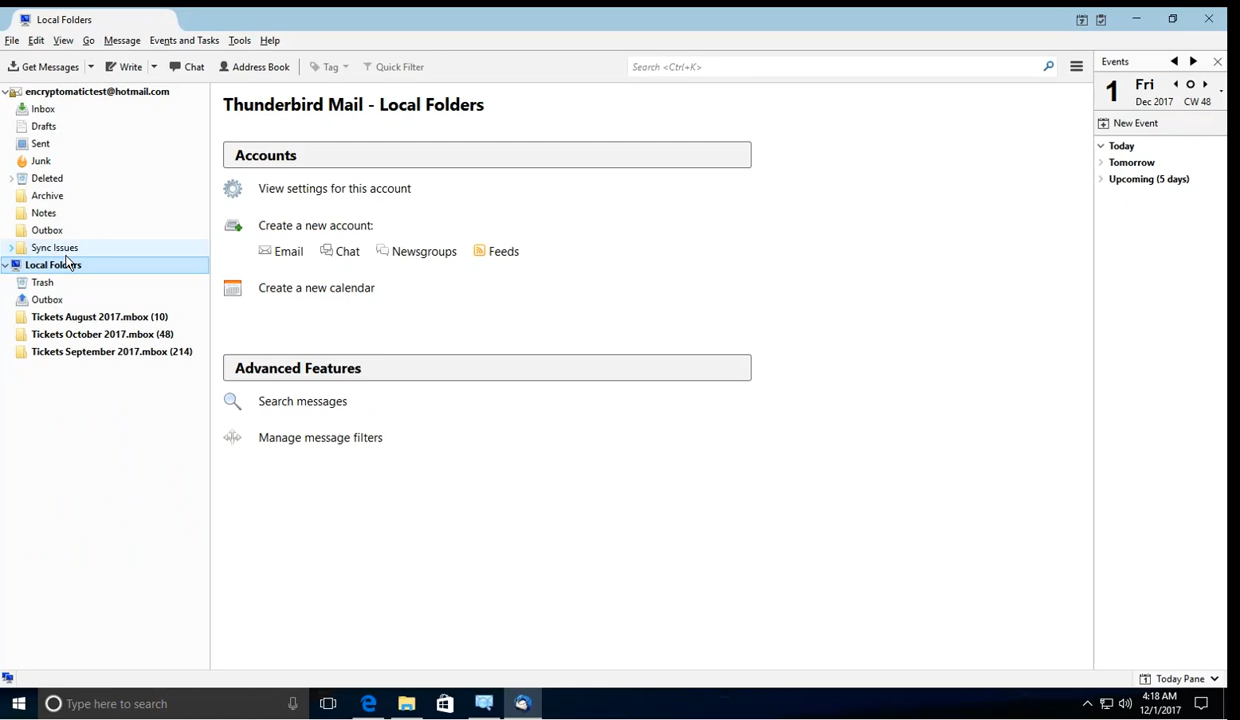 Local Folders
File Edit View Go Message Events and Tasks Tools Help
Get Messages Write Chat Address Book Tag Quick Filter Search <Ctrl+K>
encryptomatictest@hotmail.com
Inbox
Drafts
Sent
Junk
Deleted
Archive
Notes
Outbox
Sync Issues
Local Folders
Trash
Outbox
Tickets August 2017.mbox (10)
Tickets October 2017.mbox (48)
Tickets September 2017.mbox (214)
Thunderbird Mail - Local Folders
Accounts
View settings for this account
Create a new account:
Email Chat Newsgroups Feeds
Create a new calendar
Advanced Features
Search messages
Manage message filters
Events
1 Fri
Dec 2017 CW 48
New Event
Today
Tomorrow
Upcoming (5 days)
Today Pane
Type here to search
4:18 AM
12/1/2017